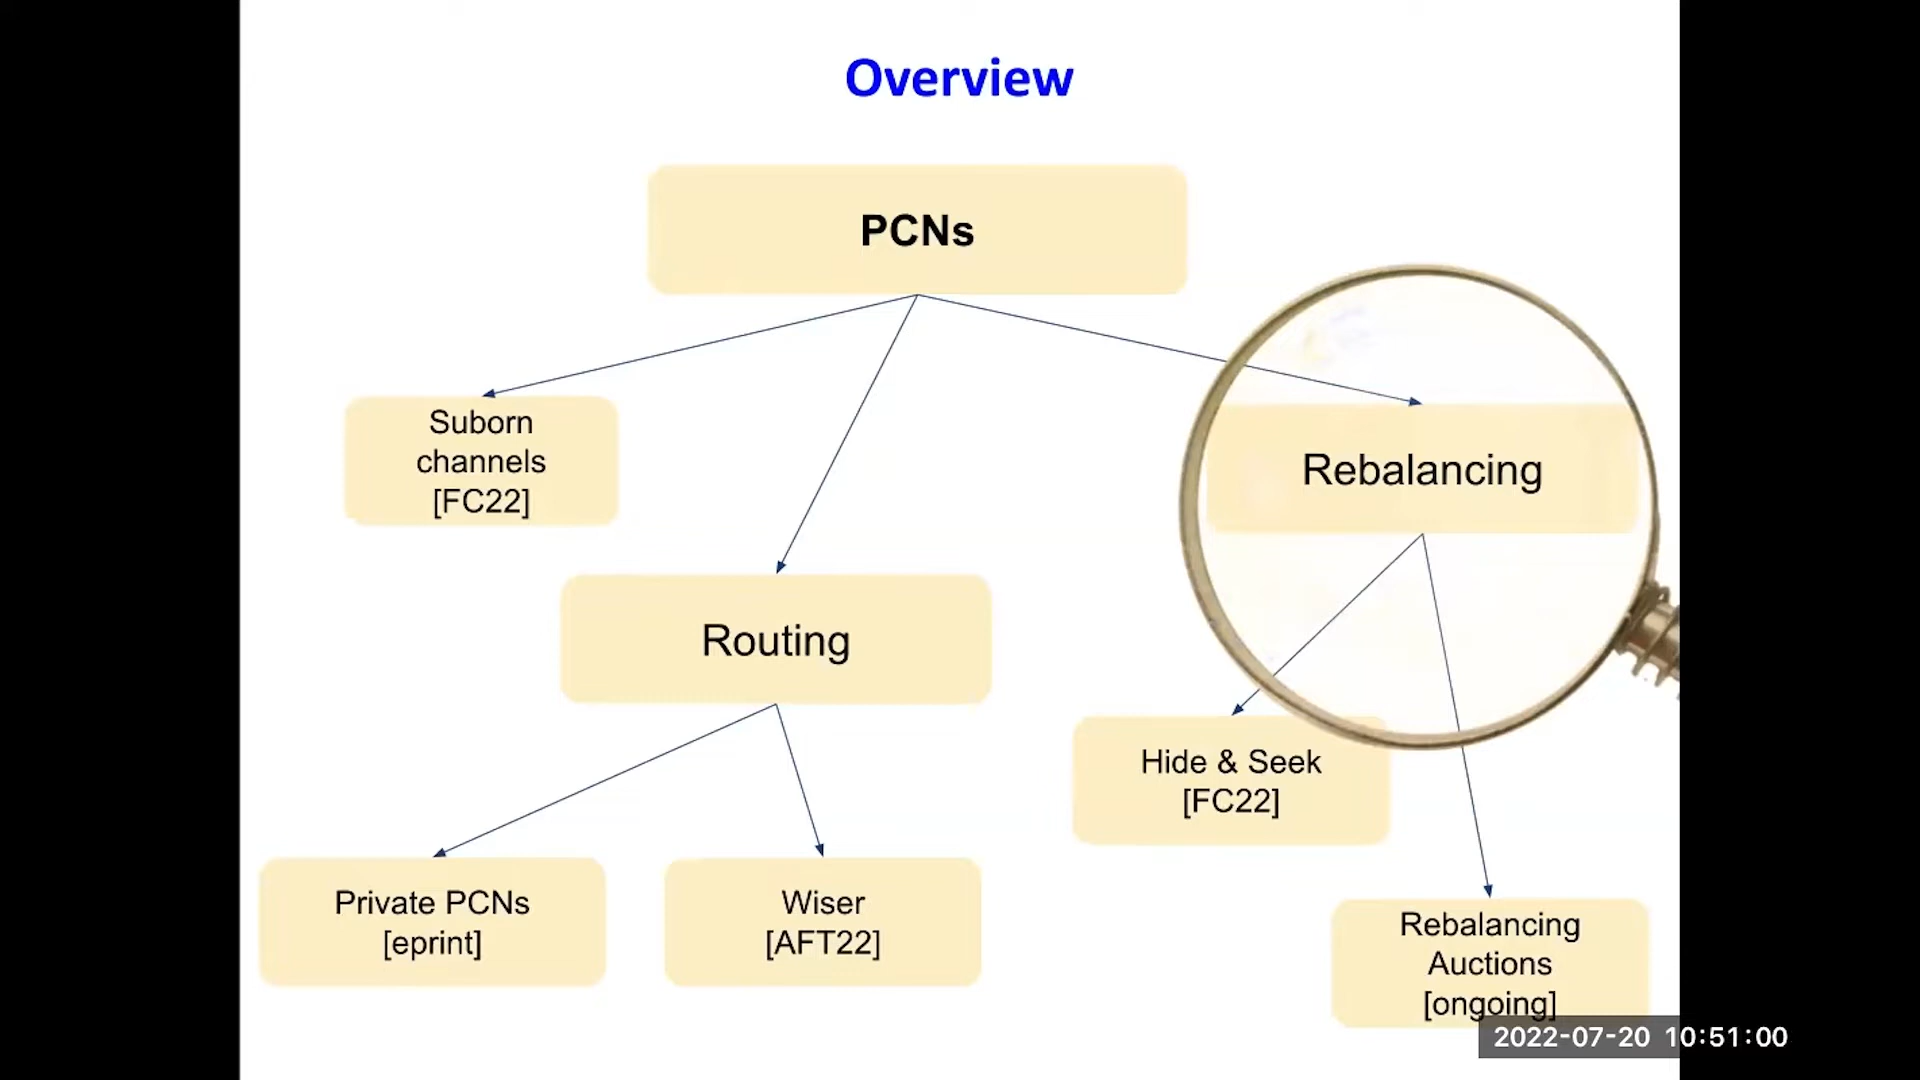 Overview
PCNs
Suborn
channels
[FC22]
Rebalancing
Routing
Hide & Seek
[FC22]
Private PCNs
[eprint]
Wiser
[AFT22]
Rebalancing
Auctions
[ongoing]
2022-07-20 10:51:00